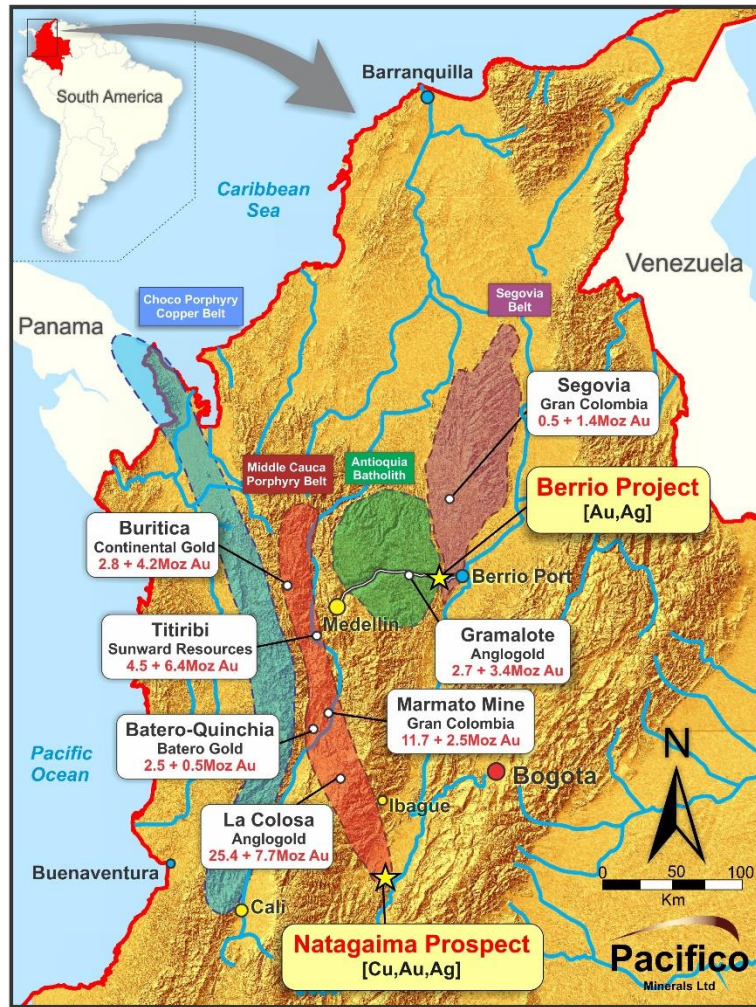 South America
Barranquilla
Caribbean
Sea
Venezuela
Panama
Choco Porphyry
Copper Belt
Segovia
Belt
Segovia
Gran Colombia
0.5 + 1.4Moz Au
Middle Cauca
Porphyry Belt
Antioquia
Batholith
Berrio Project
[Au,Ag]
Buritica
Continental Gold
2.8 + 4.2Moz Au
Berrio Port
Medellin
Titiribi
Sunward Resources
4.5 + 6.4Moz Au
Gramalote
Anglogold
2.7 + 3.4Moz Au
Batero-Quinchia
Batero Gold
2.5 + 0.5Moz Au
Marmato Mine
Gran Colombia
11.7 + 2.5Moz Au
Pacific
Ocean
N
Bogota
Ibague
La Colosa
Anglogold
25.4 + 7.7Moz Au
Buenaventura
0 50 100
Km
Cali
Natagaima Prospect
[Cu,Au,Ag]
Pacifico
Minerals Ltd